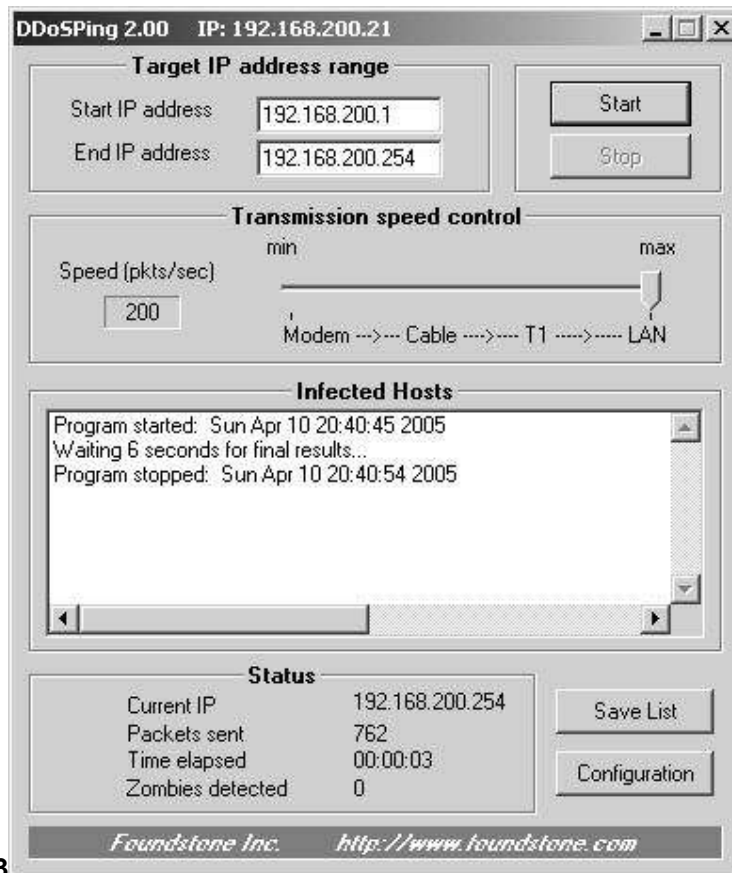 DDoSPing 2.00 IP: 192.168.200.21
Target IP address range
Start IP address 192.168.200.1
End IP address 192.168.200.254
Start
Stop
Transmission speed control
min max
Speed (pkts/sec)
200
Modem --->--- Cable ---->---- T1 ----->----- LAN
Infected Hosts
Program started: Sun Apr 10 20:40:45 2005
Waiting 6 seconds for final results...
Program stopped: Sun Apr 10 20:40:54 2005
Status
Current IP 192.168.200.254
Packets sent 762
Time elapsed 00:00:03
Zombies detected 0
Save List
Configuration
Foundstone Inc. http://www.foundstone.com